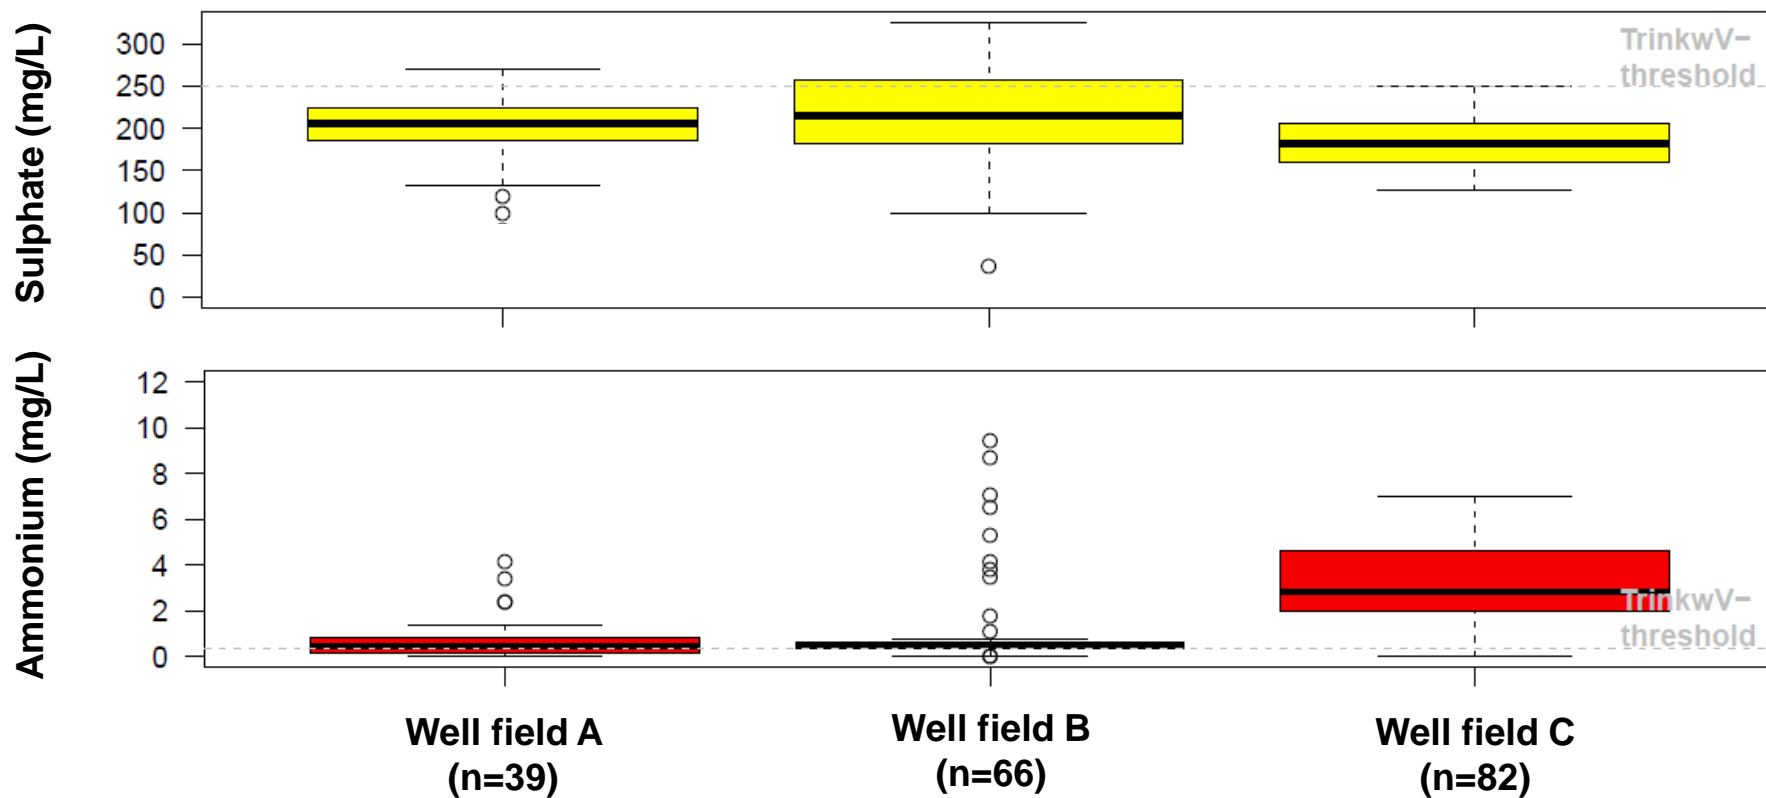 Sulphate (mg/L)
300
250
200
150
100
50
0
TrinkwV-
threshold
Ammonium (mg/L)
12
10
8
6
4
2
0
TrinkwV-
threshold
Well field A
(n=39)
Well field B
(n=66)
Well field C
(n=82)